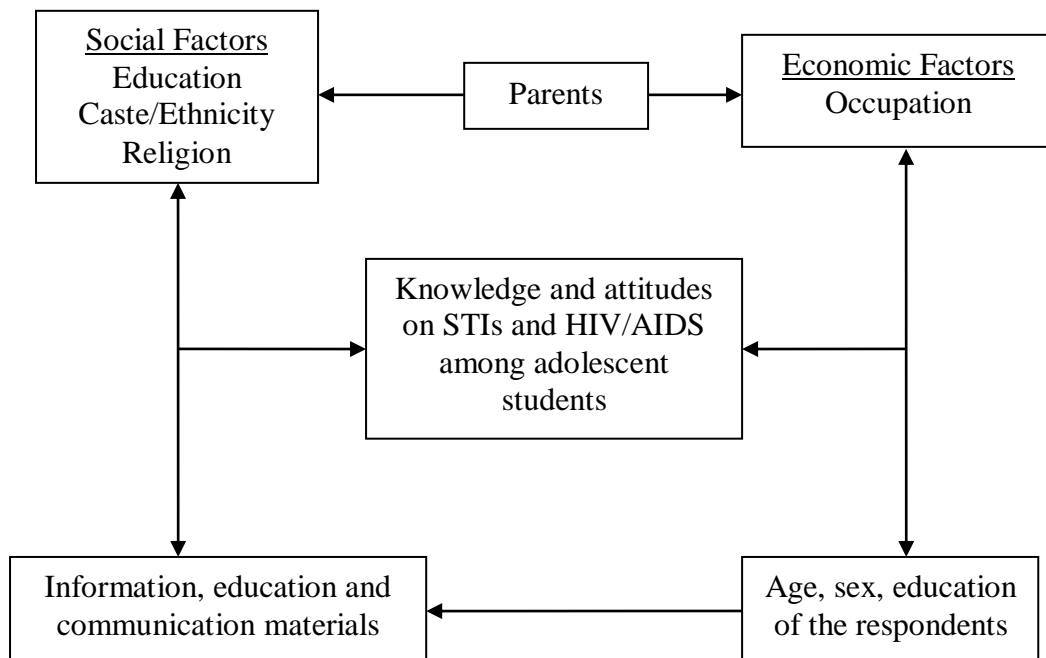 Social Factors
Education
Caste/Ethnicity
Religion
Parents
Economic Factors
Occupation
Knowledge and attitudes
on STIs and HIV/AIDS
among adolescent
students
Information, education and
communication materials
Age, sex, education
of the respondents